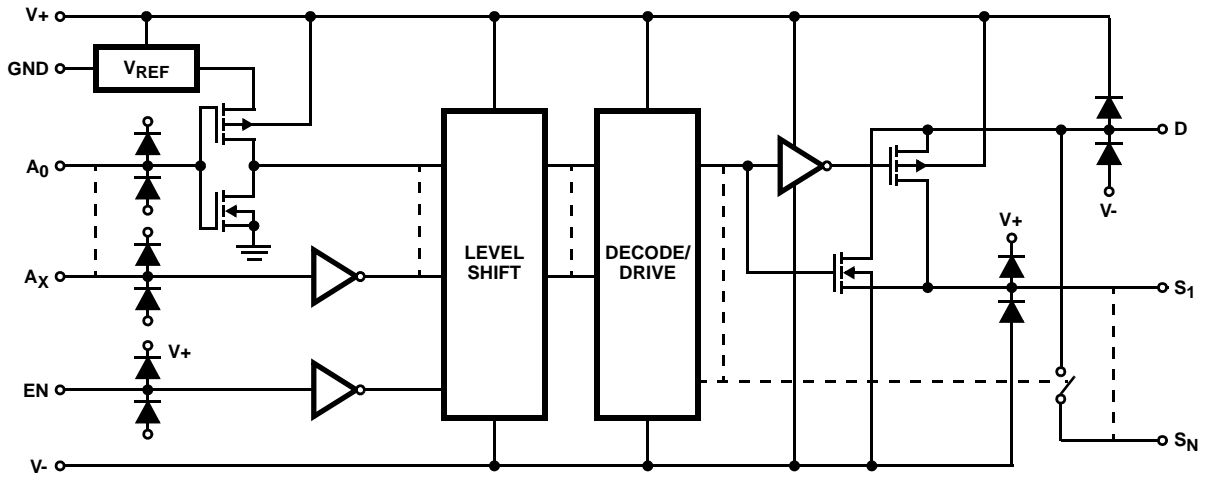 V+
GND
VREF
A0
AX
V+
EN
V-
LEVEL
SHIFT
DECODE/
DRIVE
D
V-
V+
S1
SN